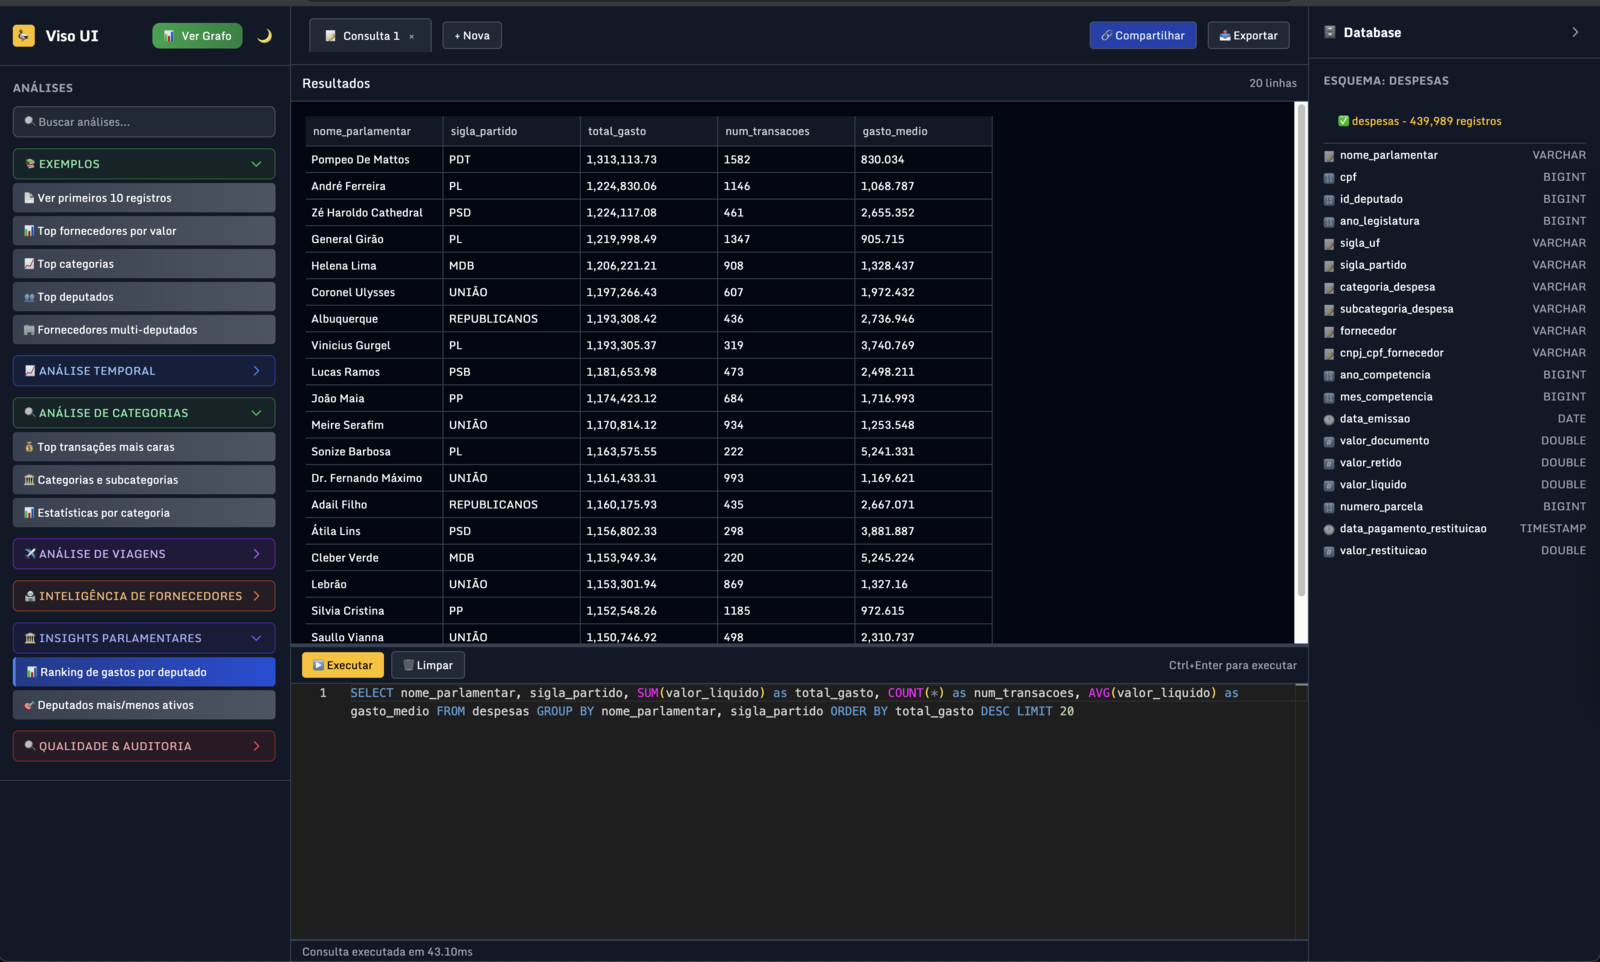 Viso UI
Ver Grafo
ANÁLISES
Buscar análises...
EXEMPLOS
Ver primeiros 10 registros
Top fornecedores por valor
Top categorias
Top deputados
Fornecedores multi-deputados
ANÁLISE TEMPORAL
ANÁLISE DE CATEGORIAS
Top transações mais caras
Categorias e subcategorias
Estatísticas por categoria
ANÁLISE DE VIAGENS
INTELIGÊNCIA DE FORNECEDORES
INSIGHTS PARLAMENTARES
Ranking de gastos por deputado
Deputados mais/menos ativos
QUALIDADE & AUDITORIA
Consulta 1 ×
+ Nova
Compartilhar
Exportar
Resultados
20 linhas
nome_parlamentar sigla_partido total_gasto num_transacoes gasto_medio
Pompeo De Mattos PDT 1,313,113.73 1582 830.034
André Ferreira PL 1,224,830.06 1146 1,068.787
Zé Haroldo Cathedral PSD 1,224,117.08 461 2,655.352
General Girão PL 1,219,998.49 1347 905.715
Helena Lima MDB 1,206,221.21 908 1,328.437
Coronel Ulysses UNIÃO 1,197,266.43 607 1,972.432
Albuquerque REPUBLICANOS 1,193,308.42 436 2,736.946
Vinicius Gurgel PL 1,193,305.37 319 3,740.769
Lucas Ramos PSB 1,181,653.98 473 2,498.211
João Maia PP 1,174,423.12 684 1,716.993
Meire Serafim UNIÃO 1,170,814.12 934 1,253.548
Sonize Barbosa PL 1,163,575.55 222 5,241.331
Dr. Fernando Máximo UNIÃO 1,161,433.31 993 1,169.621
Adail Filho REPUBLICANOS 1,160,175.93 435 2,667.071
Átila Lins PSD 1,156,802.33 298 3,881.887
Cleber Verde MDB 1,153,949.34 220 5,245.224
Lebrão UNIÃO 1,153,301.94 869 1,327.16
Silvia Cristina PP 1,152,548.26 1185 972.615
Saullo Vianna UNIÃO 1,150,746.92 498 2,310.737
Executar
Limpar
Ctrl+Enter para executar
1 SELECT nome_parlamentar, sigla_partido, SUM(valor_liquido) as total_gasto, COUNT(*) as num_transacoes, AVG(valor_liquido) as
gasto_medio FROM despesas GROUP BY nome_parlamentar, sigla_partido ORDER BY total_gasto DESC LIMIT 20
Consulta executada em 43.10ms
Database
ESQUEMA: DESPESAS
despesas - 439,989 registros
nome_parlamentar VARCHAR
cpf BIGINT
id_deputado BIGINT
ano_legislatura BIGINT
sigla_uf VARCHAR
sigla_partido VARCHAR
categoria_despesa VARCHAR
subcategoria_despesa VARCHAR
fornecedor VARCHAR
cnpj_cpf_fornecedor VARCHAR
ano_competencia BIGINT
mes_competencia BIGINT
data_emissao DATE
valor_documento DOUBLE
valor_retido DOUBLE
valor_liquido DOUBLE
numero_parcela BIGINT
data_pagamento_restituicao TIMESTAMP
valor_restituicao DOUBLE